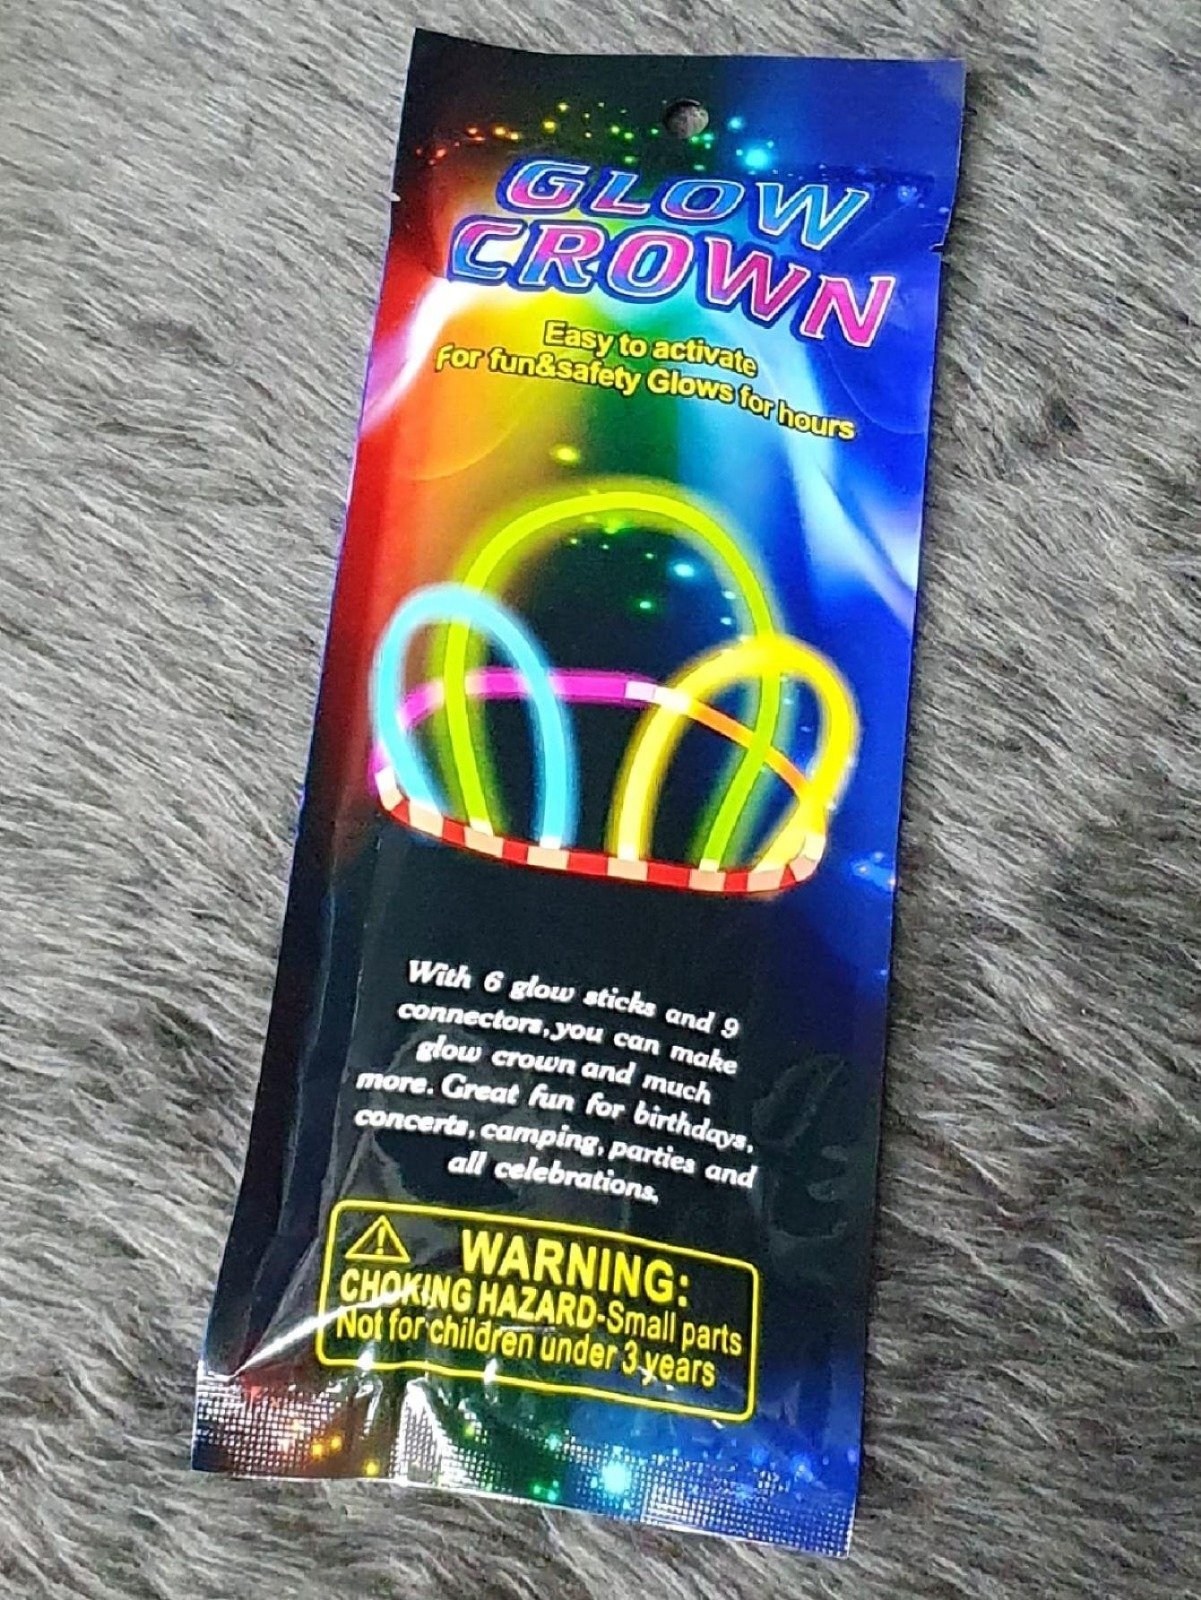 GLOW
CROWN
Easy to activate
For fun&safety Glows for hours
With 6 glow sticks and 9
connectors,you can make
glow crown and much
more. Great fun for birthdays,
concerts, camping, parties and
all celebrations.
WARNING:
CHOKING HAZARD-Small parts
Not for children under 3 years